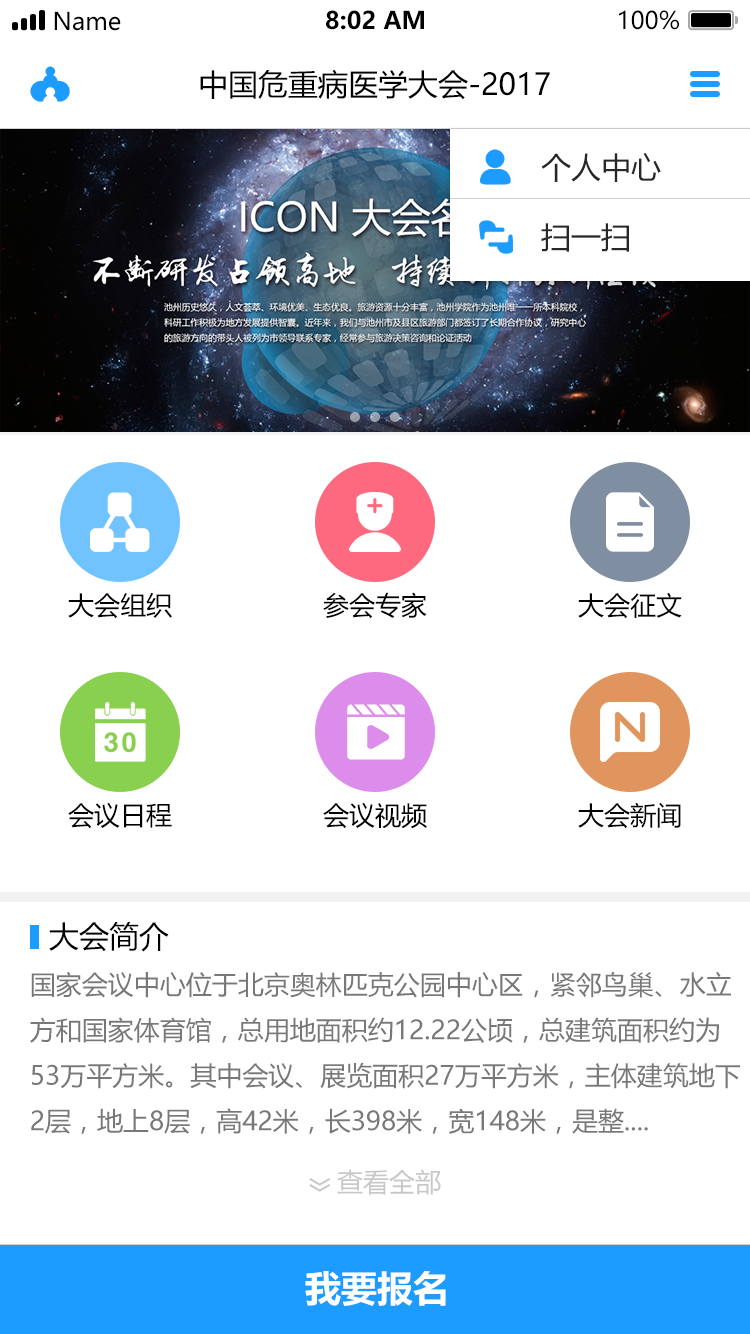 Name
8:02 AM
100%
中国危重病医学大会-2017
个人中心
扫一扫
ICON 大会名
不断研发占领高地 持续
池州历史悠久，人文荟萃、环境优美、生态优良。旅游资源十分丰富，池州学院作为池州唯一一所本科院校，
科研工作积极为地方发展提供智囊。近年来，我们与池州市及县区旅游部门都签订了长期合作协议，研究中心
的旅游方向的带头人被列为市领导联系专家，经常参与旅游决策咨询和论证活动
大会组织
参会专家
大会征文
30
N
会议日程
会议视频
大会新闻
大会简介
国家会议中心位于北京奥林匹克公园中心区，紧邻鸟巢、水立
方和国家体育馆，总用地面积约12.22公顷，总建筑面积约为
53万平方米。其中会议、展览面积27万平方米，主体建筑地下
2层，地上8层，高42米，长398米，宽148米，是整....
查看全部
我要报名